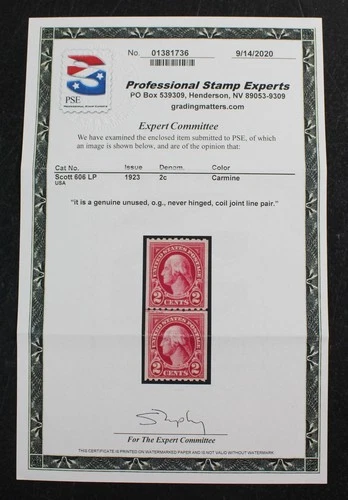 No. 01381736 9/14/2020
PSE
Professional Stamp Experts
PO Box 539309, Henderson, NV 89053-9309
gradingmatters.com
Expert Committee
We have examined the enclosed item submitted to PSE, of which
an image is shown below, and are of the opinion that:
Cat No. Issue Denom. Color
Scott 606 LP 1923 2c Carmine
USA
"it is a genuine unused, o.g., never hinged, coil joint line pair."
UNITED STATES POSTAGE
2 CENTS 2
UNITED STATES POSTAGE
2 CENTS 2
For The Expert Committee
THIS CERTIFICATE IS PRINTED ON WATERMARKED PAPER AND IS NOT VALID WITHOUT WATERMARK.